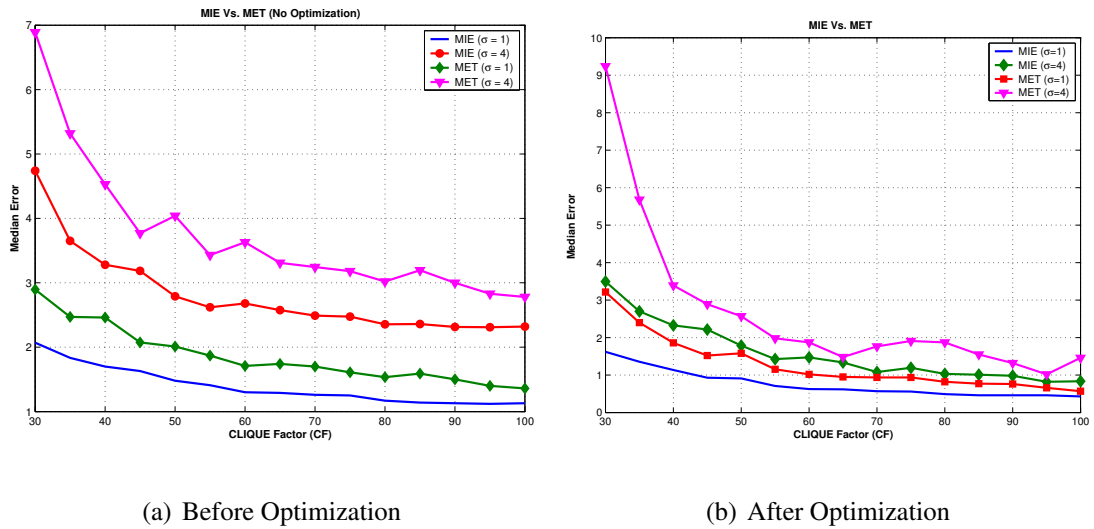 MIE Vs. MET (No Optimization)
7
6
5
4
3
2
1
Median Error
30 40 50 60 70 80 90 100
CLIQUE Factor (CF)
MIE (σ = 1)
MIE (σ = 4)
MET (σ = 1)
MET (σ = 4)
(a) Before Optimization
MIE Vs. MET
10
9
8
7
6
5
4
3
2
1
0
Median Error
30 40 50 60 70 80 90 100
CLIQUE Factor (CF)
MIE (σ=1)
MIE (σ=4)
MET (σ=1)
MET (σ=4)
(b) After Optimization